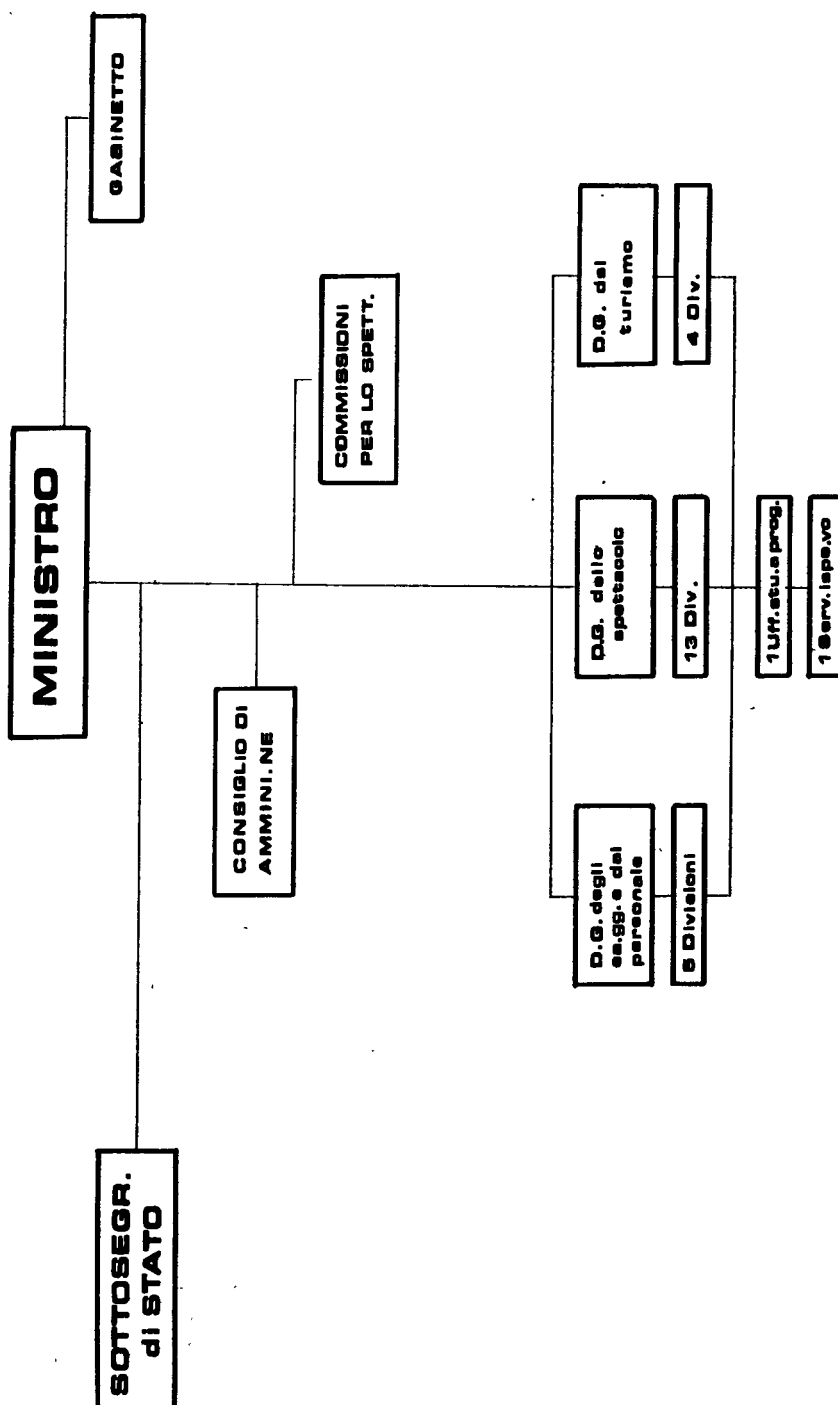 MINISTRO
GABINETTO
SOTTOSEGR.
di STATO
CONSIGLIO DI
AMMINI.NE
COMMISSIONI
PER LO SPETT.
D.G. degli
aa.gg. e del
personale
5 Divisioni
D.G. dello
spettacolo
13 Div.
D.G. del
turismo
4 Div.
1 Uff.stu.e prog.
1 Serv.ispe.vo